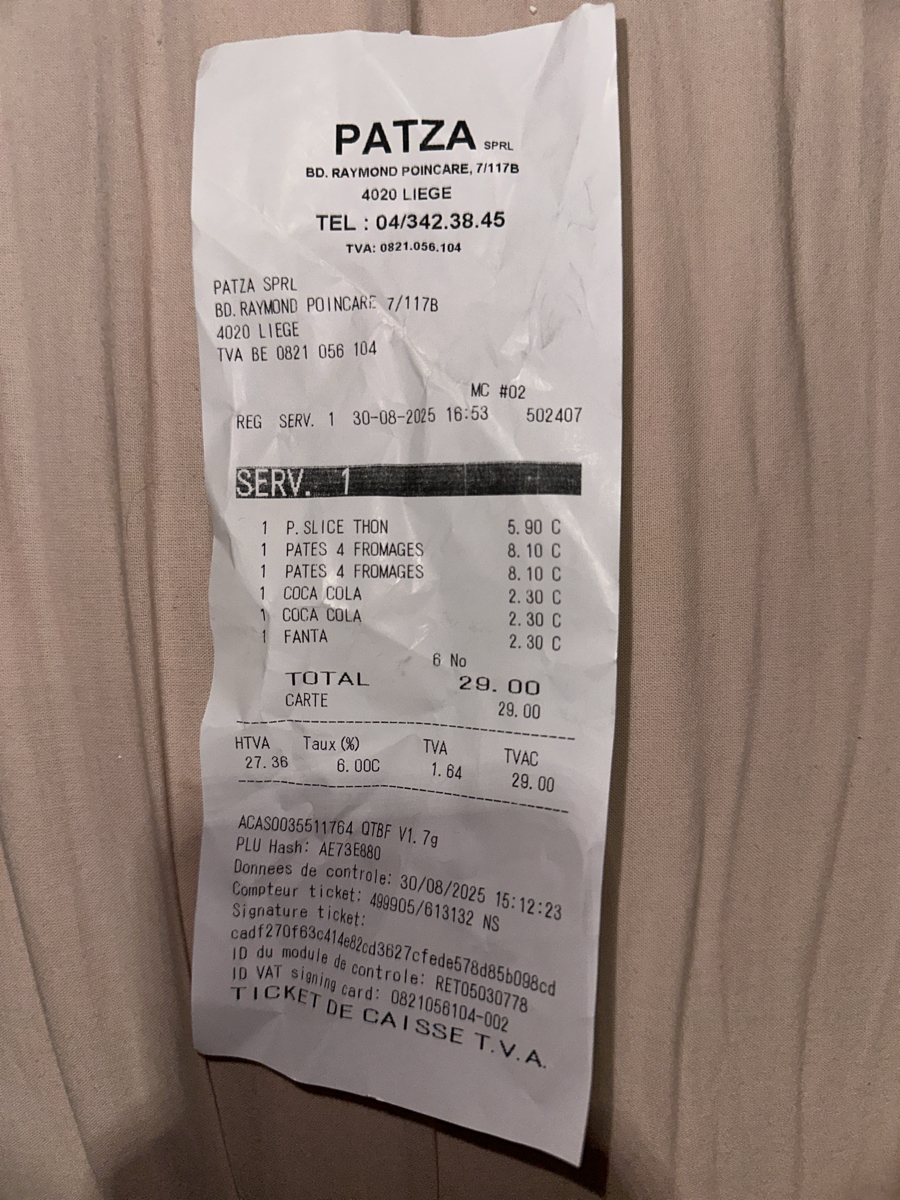 PATZA SPRL
BD. RAYMOND POINCARE, 7/117B
4020 LIEGE
TEL : 04/342.38.45
TVA: 0821.056.104
PATZA SPRL
BD. RAYMOND POINCARE 7/117B
4020 LIEGE
TVA BE 0821 056 104
MC #02
REG SERV. 1 30-08-2025 16:53 502407
SERV. 1
1 P. SLICE THON 5.90 C
1 PATES 4 FROMAGES 8.10 C
1 PATES 4 FROMAGES 8.10 C
1 COCA COLA 2.30 C
1 COCA COLA 2.30 C
1 FANTA 2.30 C
6 No
TOTAL 29.00
CARTE 29.00
HTVA Taux (%) TVA TVAC
27.36 6.00C 1.64 29.00
ACAS0035511764 QTBF V1.7g
PLU Hash: AE73E880
Donnees de controle: 30/08/2025 15:12:23
Compteur ticket: 499905/613132 NS
Signature ticket:
cadf270f63c414e82cd3627cfede578d85b098cd
ID du module de controle: RET05030778
ID VAT signing card: 0821056104-002
TICKET DE CAISSE T.V.A.